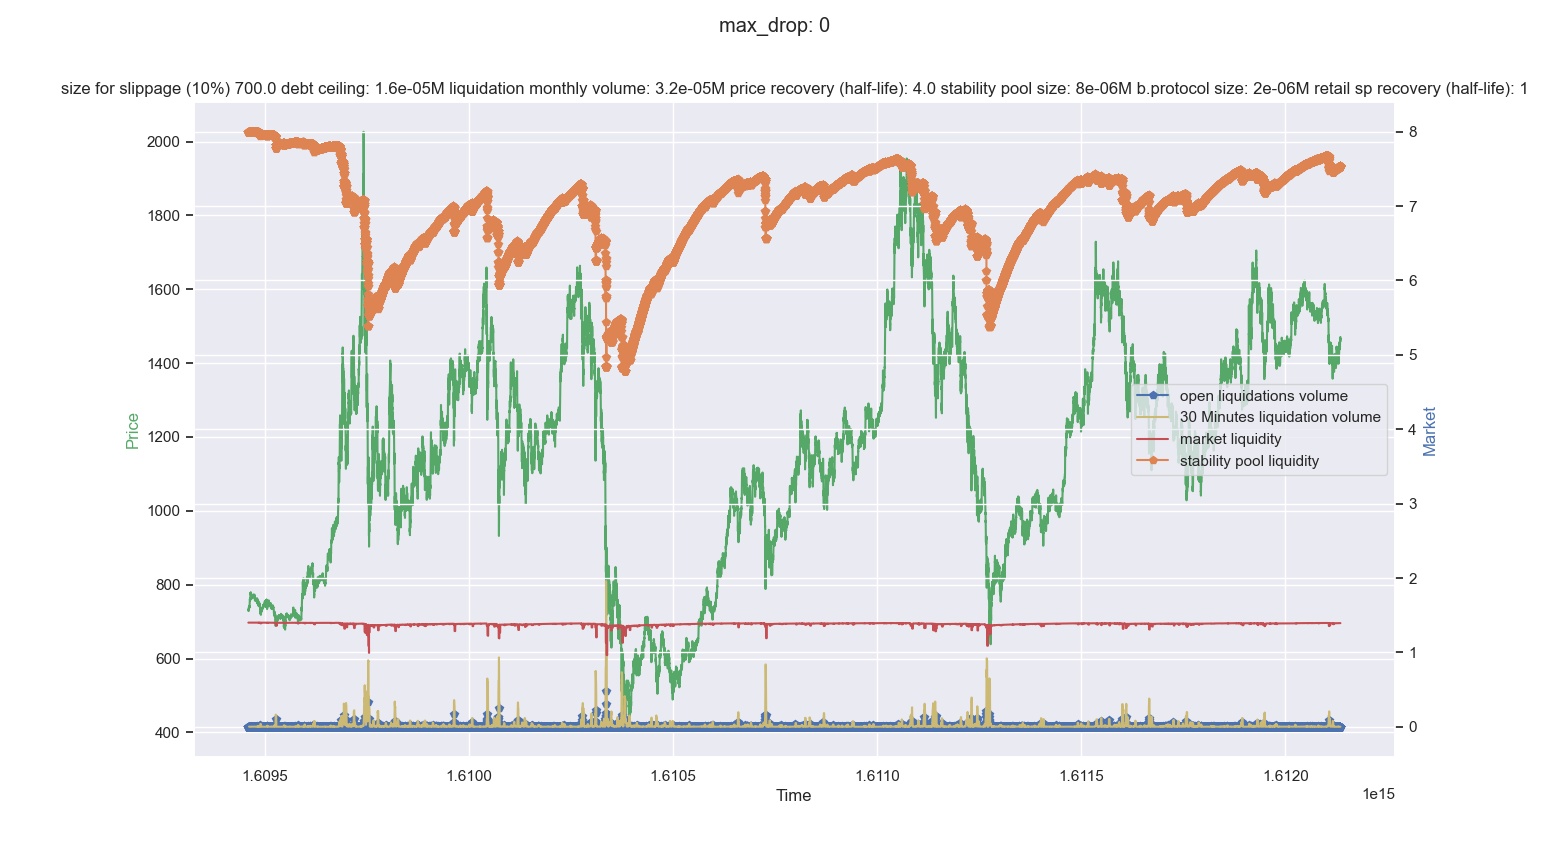 max_drop: 0
size for slippage (10%) 700.0 debt ceiling: 1.6e-05M liquidation monthly volume: 3.2e-05M price recovery (half-life): 4.0 stability pool size: 8e-06M b.protocol size: 2e-06M retail sp recovery (half-life): 1
2000
1800
1600
1400
1200
1000
800
600
400
Price
8
7
6
5
4
3
2
1
0
Market
open liquidations volume
30 Minutes liquidation volume
market liquidity
stability pool liquidity
1.6095 1.6100 1.6105 1.6110 1.6115 1.6120
Time
1e15